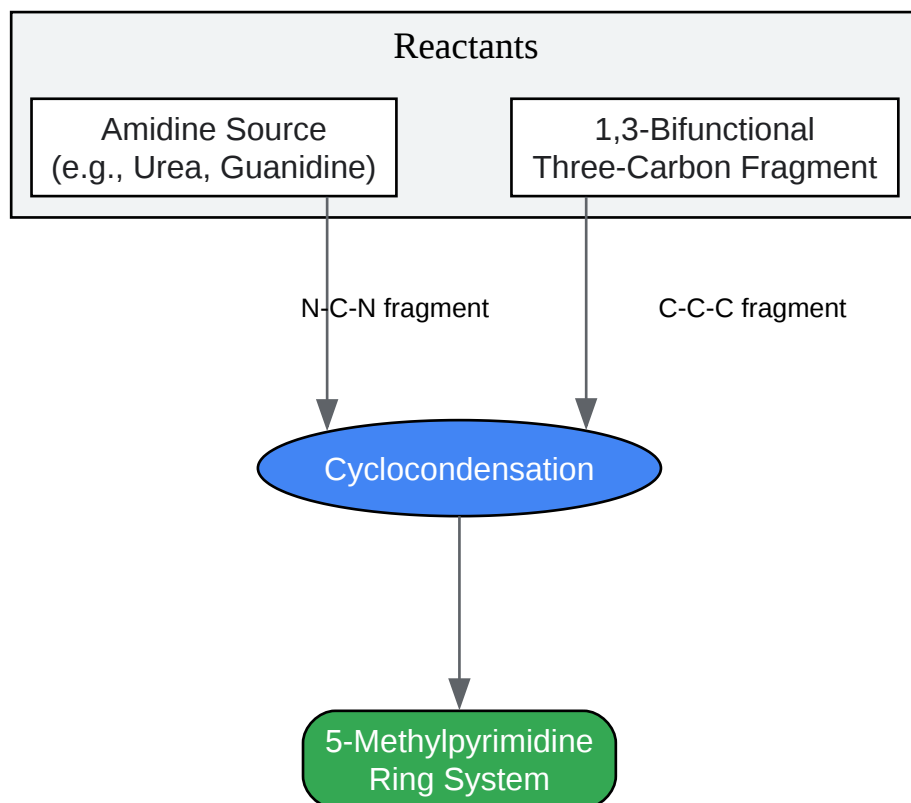 Reactants
Amidine Source
(e.g., Urea, Guanidine)
1,3-Bifunctional
Three-Carbon Fragment
N-C-N fragment
C-C-C fragment
Cyclocondensation
5-Methylpyrimidine
Ring System